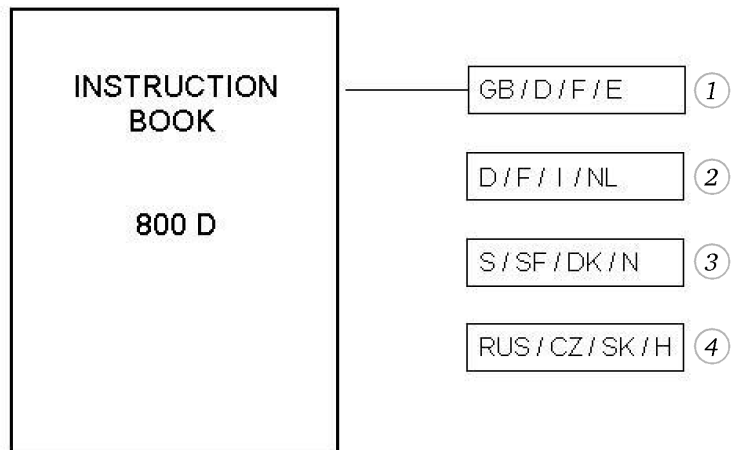 INSTRUCTION
BOOK
800 D
GB / D / F / E 1
D / F / I / NL 2
S / SF / DK / N 3
RUS / CZ / SK / H 4